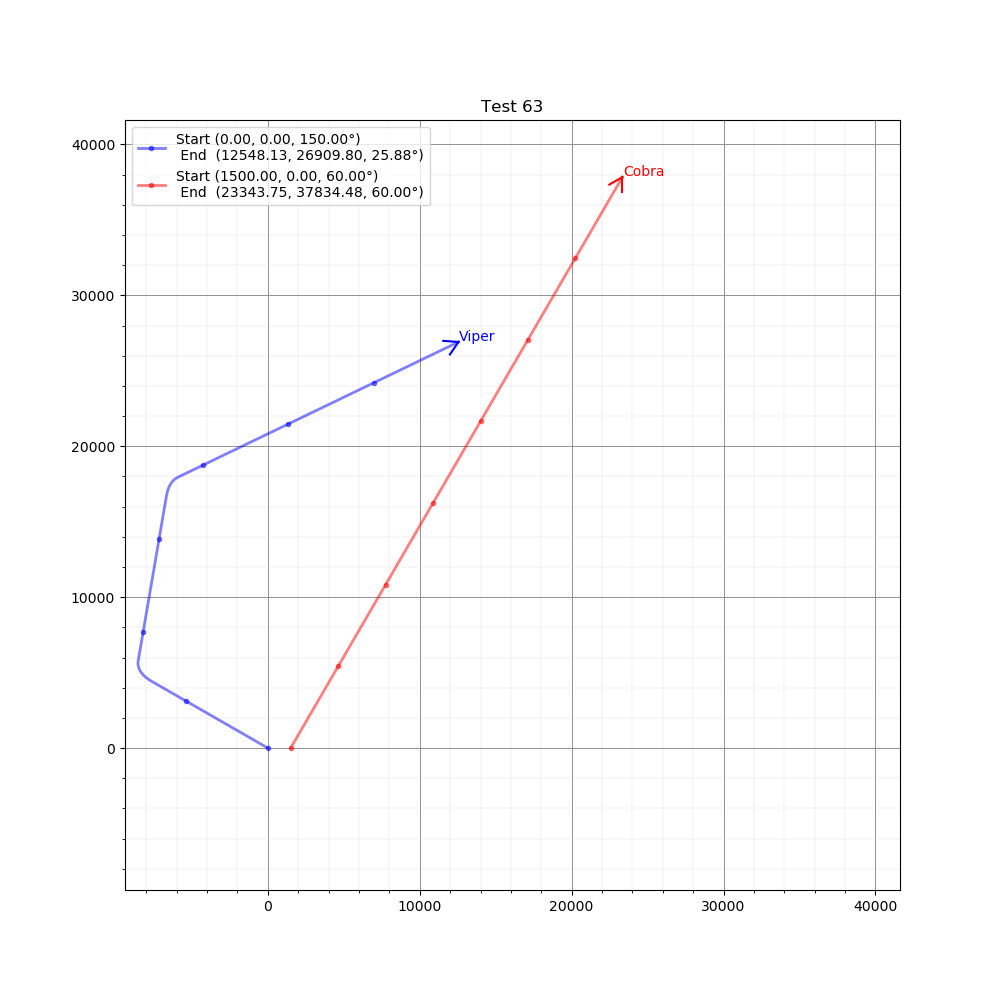 Test 63
Start (0.00, 0.00, 150.00°)
End (12548.13, 26909.80, 25.88°)
Start (1500.00, 0.00, 60.00°)
End (23343.75, 37834.48, 60.00°)
Cobra
Viper
40000
30000
20000
10000
0
0
10000
20000
30000
40000